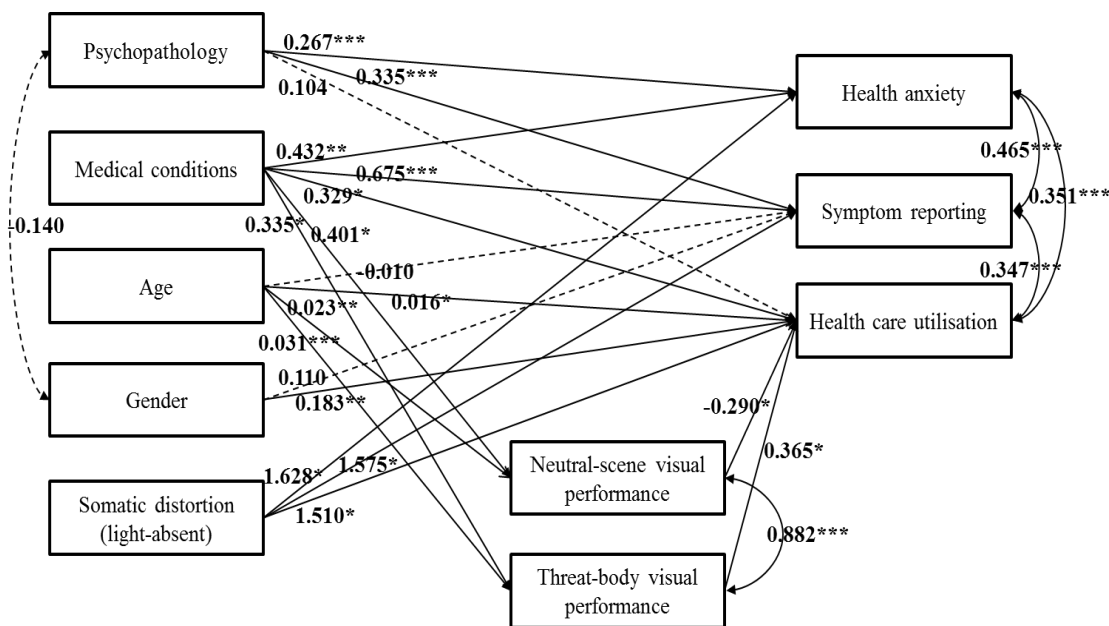 Psychopathology
0.267***
0.335***
0.104
Health anxiety
Medical conditions
0.432**
0.675***
0.329*
0.465***
0.351***
Symptom reporting
-0.140
0.335*
0.401*
Age
-0.010
0.016*
0.023**
0.031***
0.347***
Health care utilisation
Gender
0.110
0.183**
-0.290*
0.365*
Somatic distortion
(light-absent)
1.628*
1.575*
1.510*
Neutral-scene visual
performance
0.882***
Threat-body visual
performance